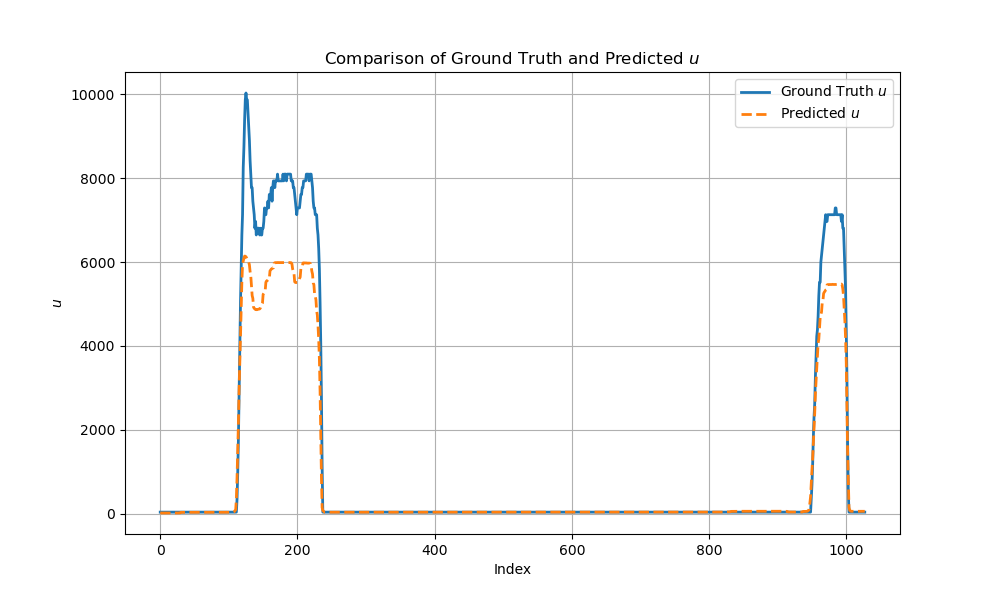 Comparison of Ground Truth and Predicted u
Ground Truth u
Predicted u
10000
8000
6000
4000
2000
0
u
0 200 400 600 800 1000
Index